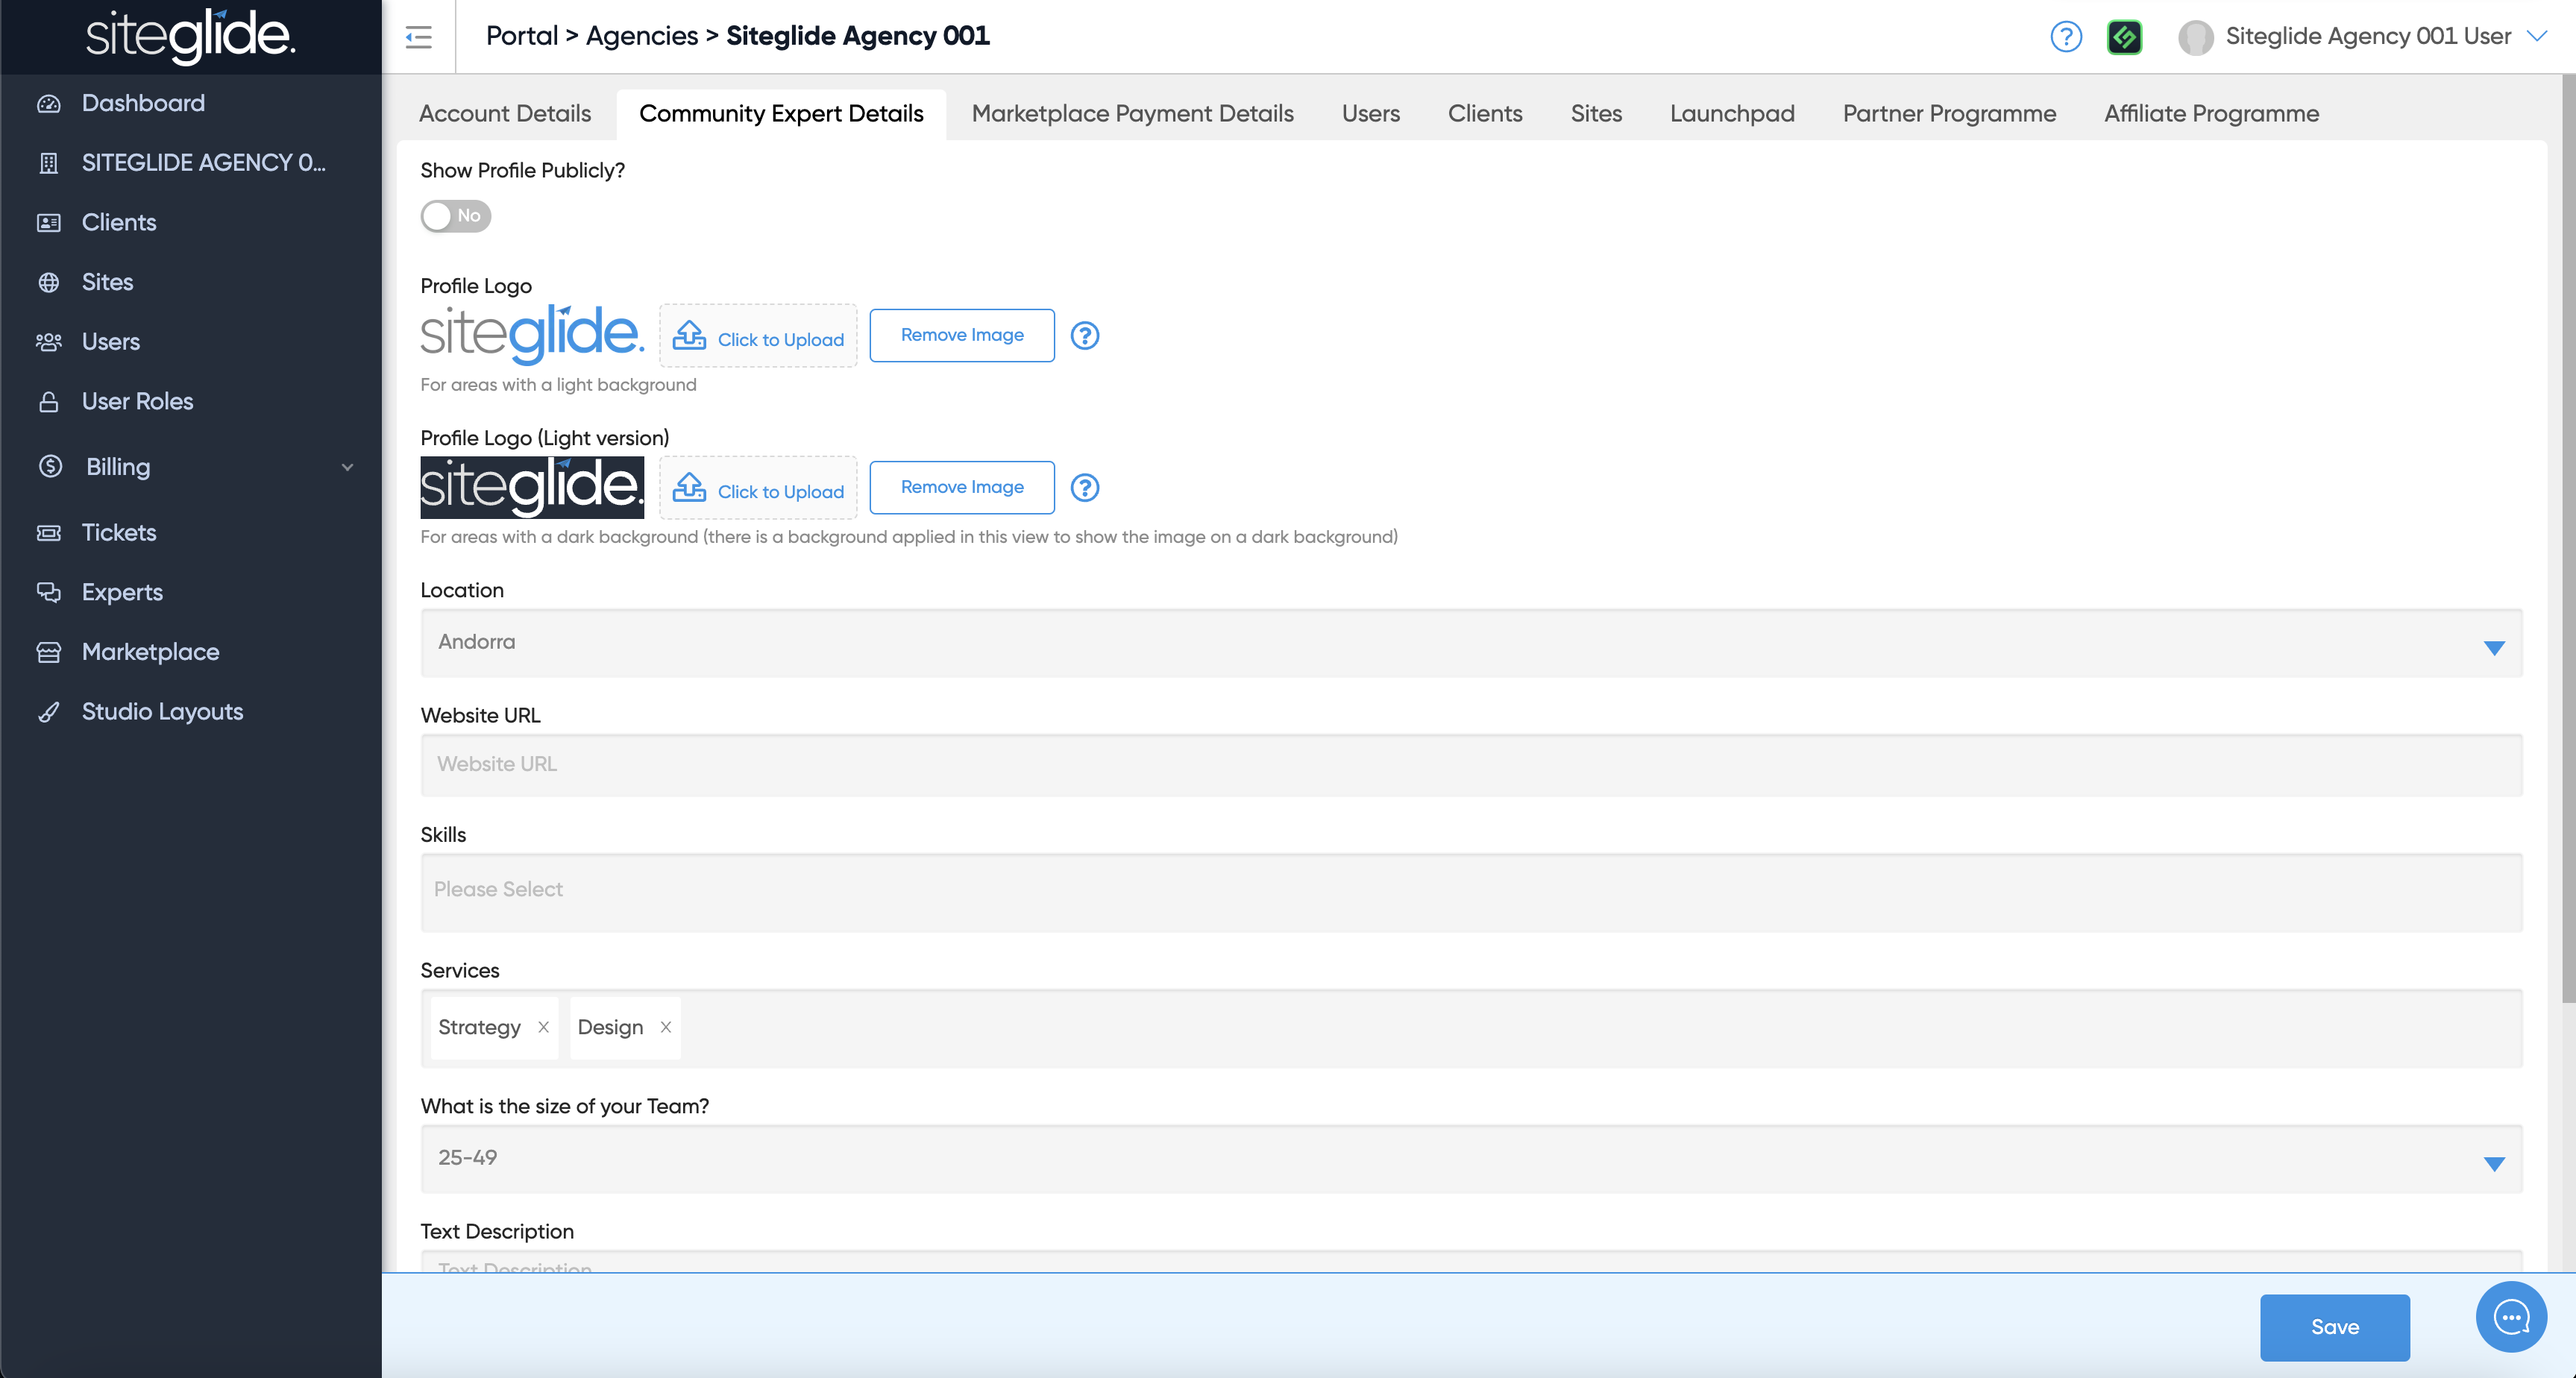 siteglide.
Portal > Agencies > Siteglide Agency 001
Siteglide Agency 001 User
Dashboard
SITEGLIDE AGENCY 0...
Clients
Sites
Users
User Roles
Billing
Tickets
Experts
Marketplace
Studio Layouts
Account Details
Community Expert Details
Marketplace Payment Details
Users
Clients
Sites
Launchpad
Partner Programme
Affiliate Programme
Show Profile Publicly?
No
Profile Logo
siteglide.
Click to Upload
Remove Image
For areas with a light background
Profile Logo (Light version)
siteglide.
Click to Upload
Remove Image
For areas with a dark background (there is a background applied in this view to show the image on a dark background)
Location
Andorra
Website URL
Website URL
Skills
Please Select
Services
Strategy x
Design x
What is the size of your Team?
25-49
Text Description
Text Description
Save